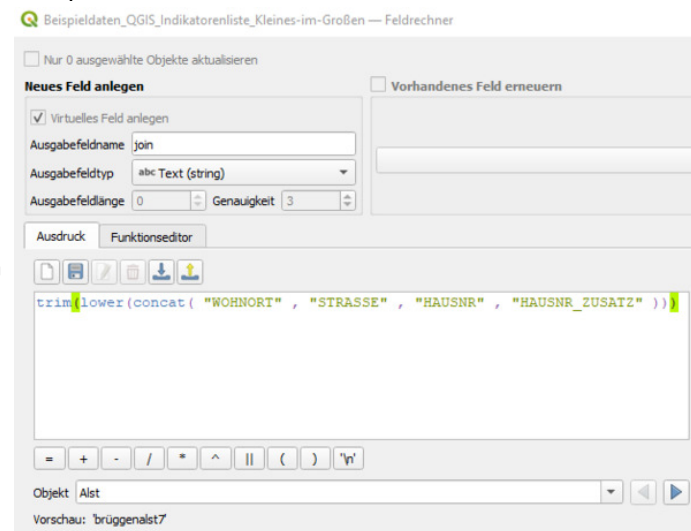 Beispieldaten_QGIS_Indikatorenliste_Kleines-im-Großen — Feldrechner
Nur 0 ausgewählte Objekte aktualisieren
Neues Feld anlegen
Vorhandenes Feld erneuern
Virtuelles Feld anlegen
Ausgabefeldname join
Ausgabefeldtyp abc Text (string)
Ausgabefeldlänge 0 Genauigkeit 3
Ausdruck Funktionseditor
trim(lower(concat( "WOHNORT" , "STRASSE" , "HAUSNR" , "HAUSNR_ZUSATZ" )))
= + - / * ^ || ( ) '\n'
Objekt Alst
Vorschau: 'brüggenalst7'